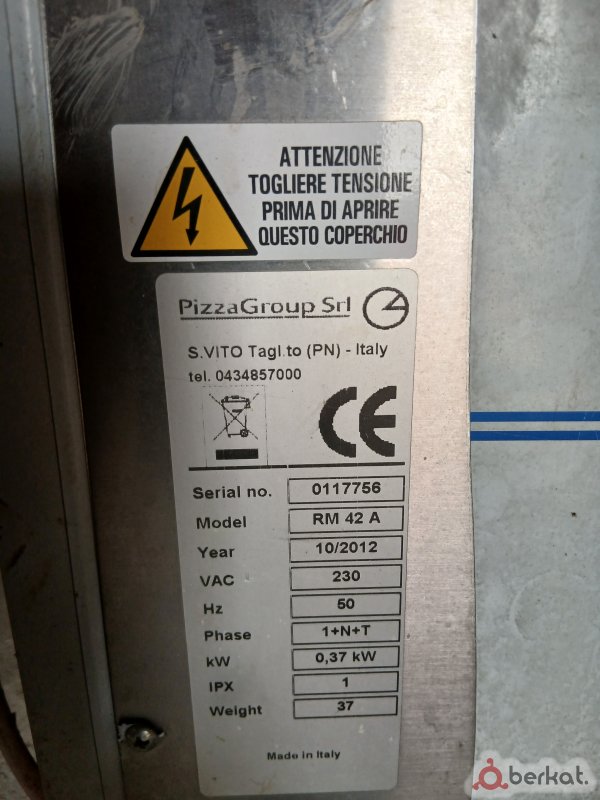 ATTENZIONE
TOGLIERE TENSIONE
PRIMA DI APRIRE
QUESTO COPERCHIO
PizzaGroup Srl
S.VITO Tagl.to (PN) - Italy
tel. 0434857000
CE
Serial no. 0117756
Model RM 42 A
Year 10/2012
VAC 230
Hz 50
Phase 1+N+T
kW 0,37 kW
IPX 1
Weight 37
Made in Italy
berkat.